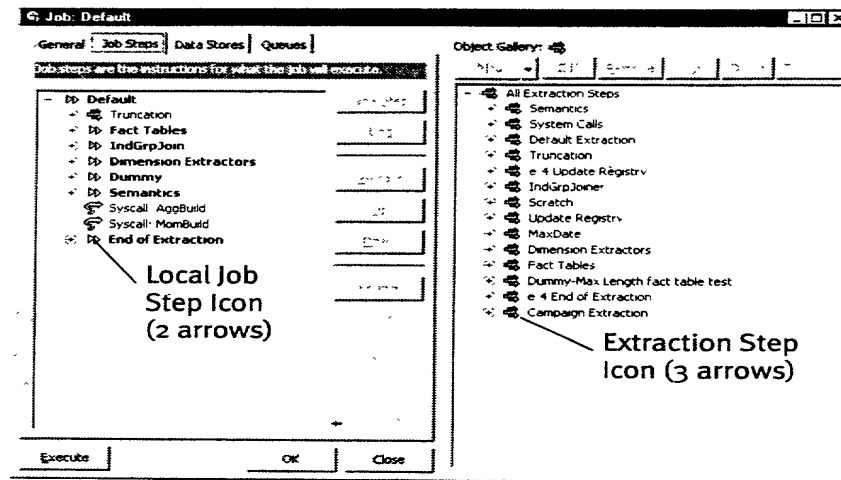 Job: Default
General Job Steps Data Stores Queues
Job steps are the instructions for what the job will execute.
Default
Truncation
Fact Tables
IndGrpJoin
Dimension Extractors
Dummy
Semantics
Syscall: AggBuild
Syscall: MomBuild
End of Extraction
Local Job
Step Icon
(2 arrows)
Execute
OK
Close
Object Gallery:
All Extraction Steps
Semantics
System Calls
Default Extraction
Truncation
e 4 Update Registry
IndGrpJoiner
Scratch
Update Registry
MaxDate
Dimension Extractors
Fact Tables
Dummy-Max Length fact table test
e 4 End of Extraction
Campaign Extraction
Extraction Step
Icon (3 arrows)